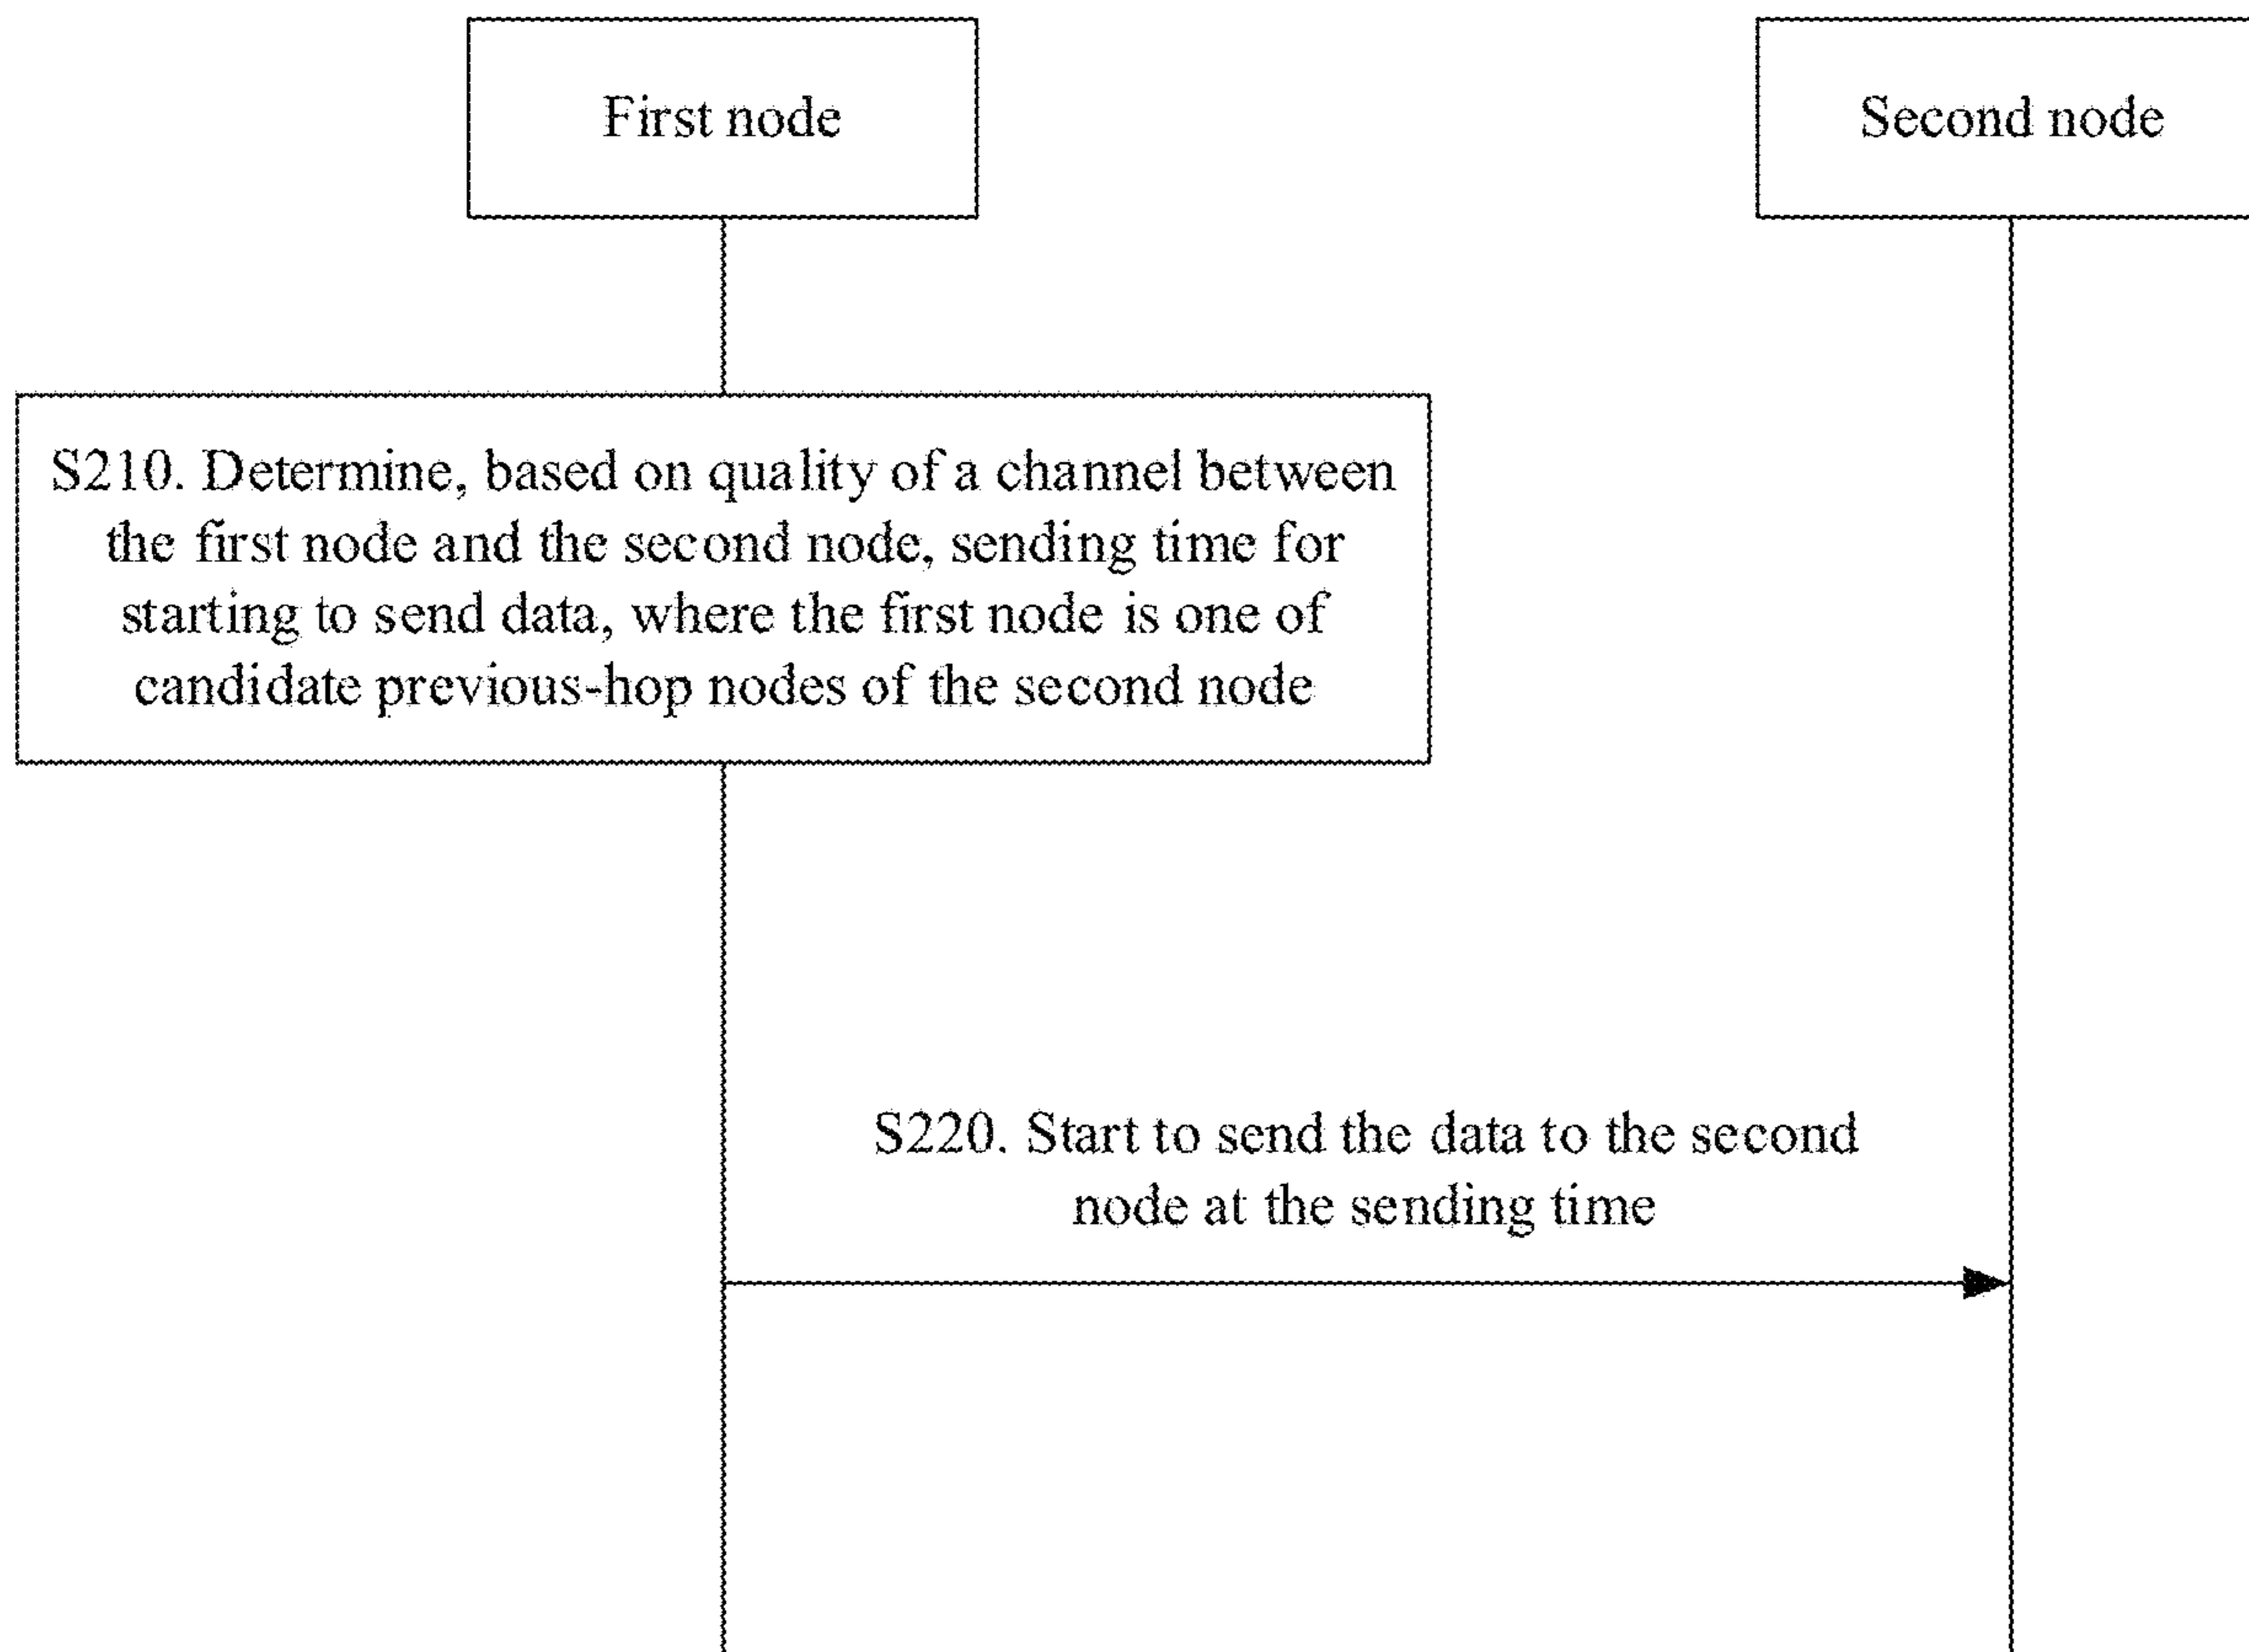 First node
Second node
S210. Determine, based on quality of a channel between
the first node and the second node, sending time for
starting to send data, where the first node is one of
candidate previous-hop nodes of the second node
S220. Start to send the data to the second
node at the sending time